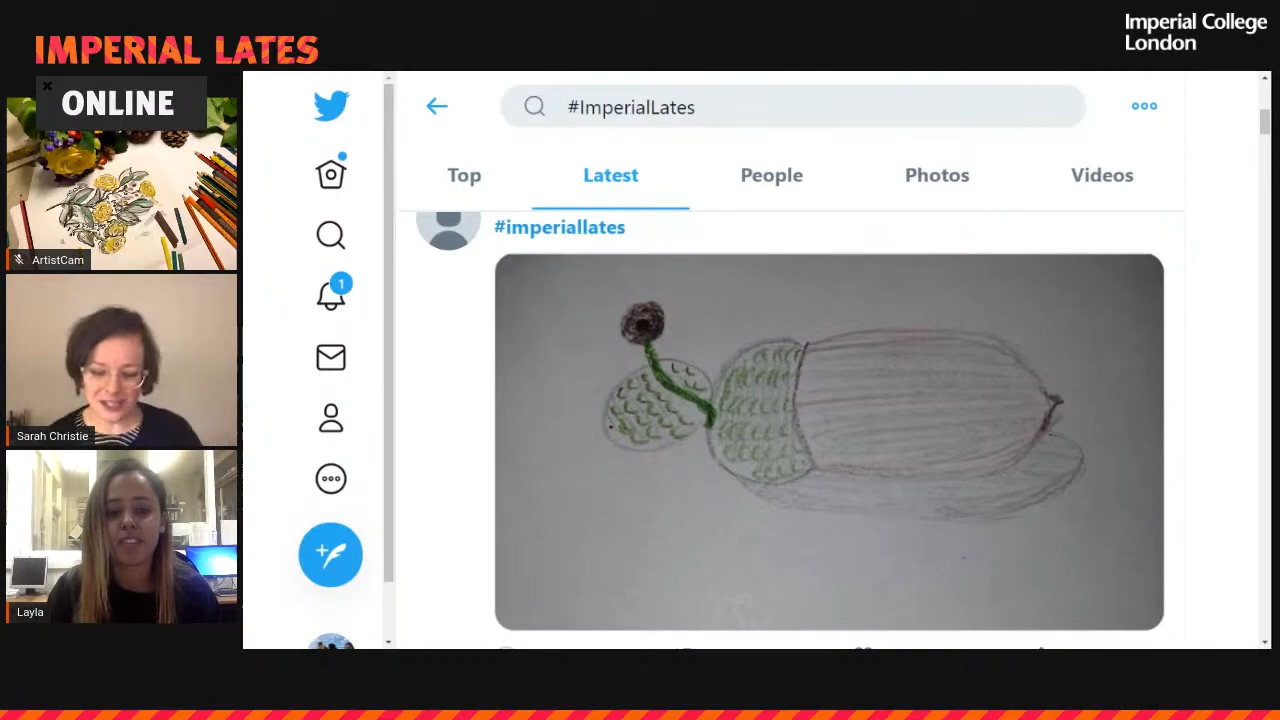 IMPERIAL LATES
ONLINE
Imperial College
London
#ImperialLates
Top
Latest
People
Photos
Videos
#imperiallates
1
ArtistCam
Sarah Christie
Layla